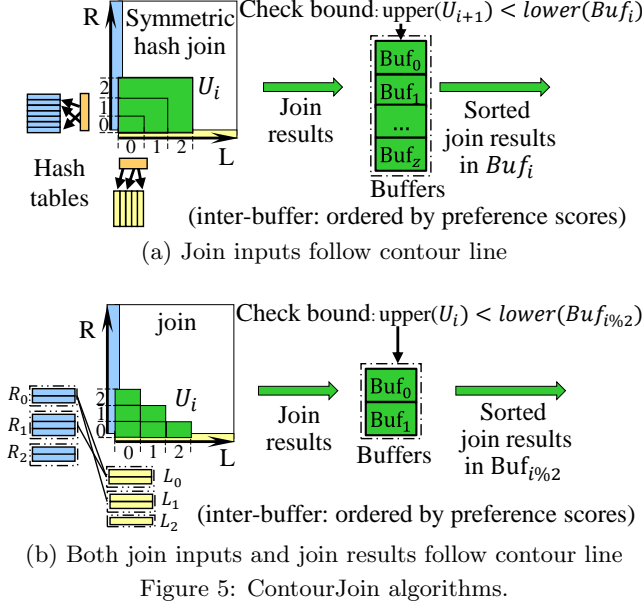 Check bound: upper(U_{i+1}) < lower(Buf_i)
R
Symmetric
hash join
U_i
2
1
0
0 1 2
L
Hash
tables
Join
results
Buf_0
Buf_1
...
Buf_z
Buffers
Sorted
join results
in Buf_i
(inter-buffer: ordered by preference scores)
(a) Join inputs follow contour line
Check bound: upper(U_i) < lower(Buf_{i%2})
R
join
U_i
2
1
0
0 1 2
L
R_0
R_1
R_2
L_0
L_1
L_2
Join
results
Buf_0
Buf_1
Buffers
Sorted
join results
in Buf_{i%2}
(inter-buffer: ordered by preference scores)
(b) Both join inputs and join results follow contour line
Figure 5: ContourJoin algorithms.